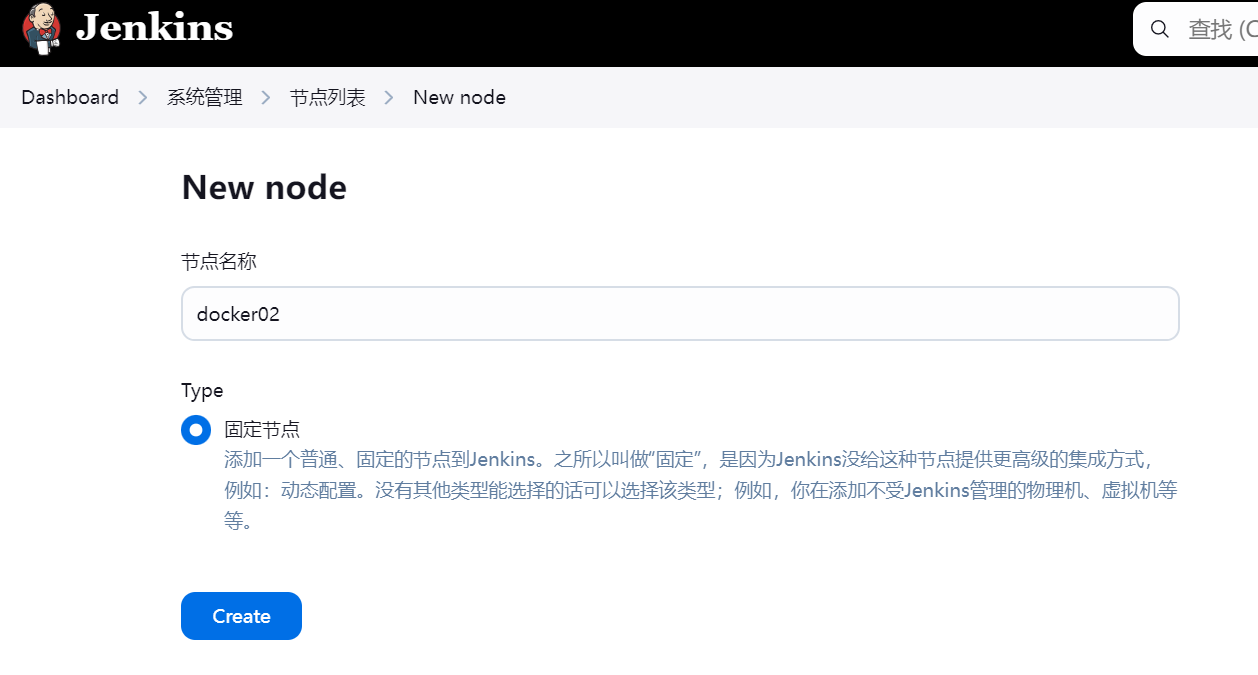 Jenkins
查找 (C
Dashboard > 系统管理 > 节点列表 > New node
New node
节点名称
docker02
Type
固定节点
添加一个普通、固定的节点到Jenkins。之所以叫做“固定”，是因为Jenkins没给这种节点提供更高级的集成方式，
例如：动态配置。没有其他类型能选择的话可以选择该类型；例如，你在添加不受Jenkins管理的物理机、虚拟机等
等。
Create